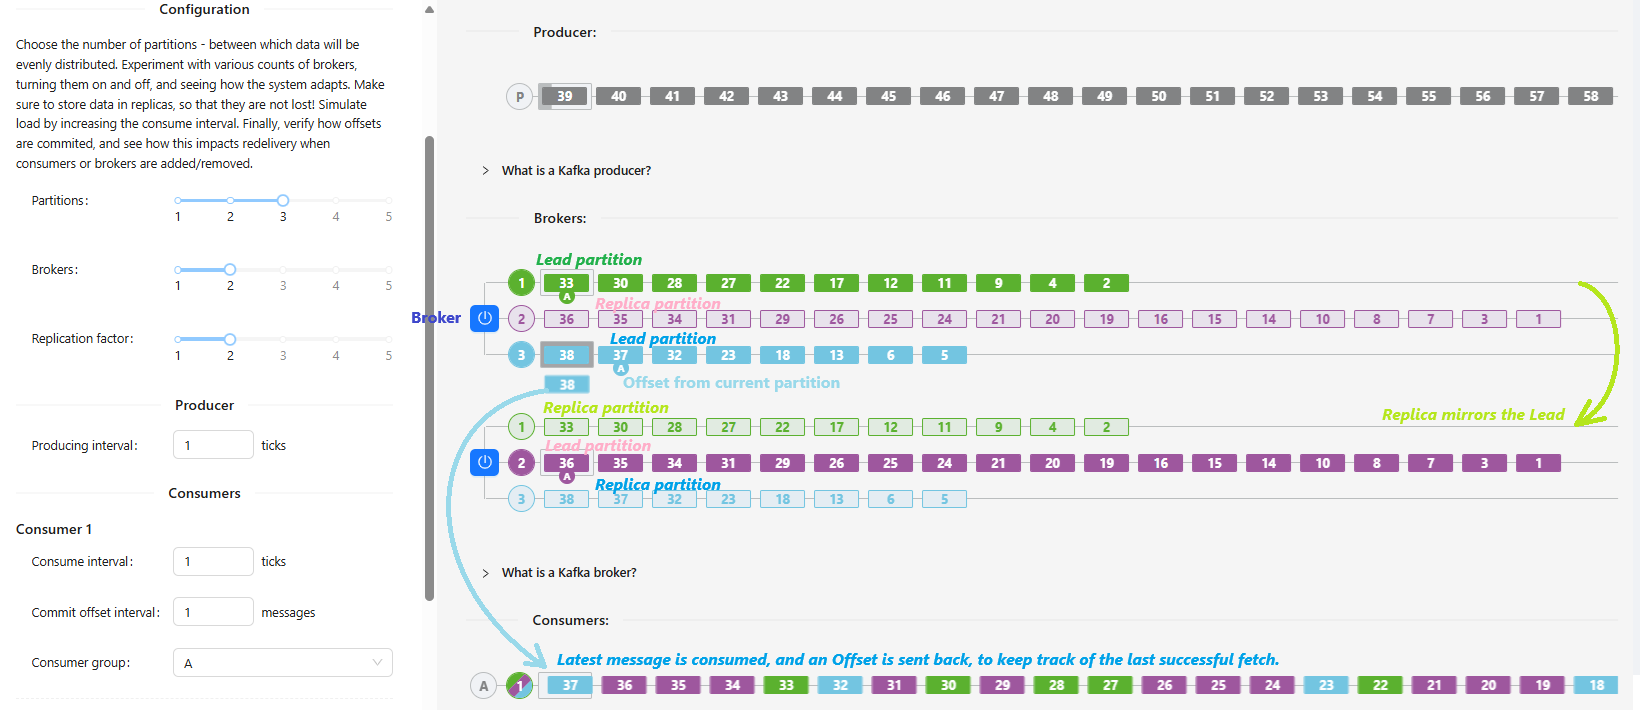 Configuration
Choose the number of partitions - between which data will be
evenly distributed. Experiment with various counts of brokers,
turning them on and off, and seeing how the system adapts. Make
sure to store data in replicas, so that they are not lost! Simulate
load by increasing the consume interval. Finally, verify how offsets
are commited, and see how this impacts redelivery when
consumers or brokers are added/removed.
Partitions:
1 2 3 4 5
Brokers:
1 2 3 4 5
Replication factor:
1 2 3 4 5
Producer
Producing interval: 1 ticks
Consumers
Consumer 1
Consume interval: 1 ticks
Commit offset interval: 1 messages
Consumer group: A
Producer:
P 39 40 41 42 43 44 45 46 47 48 49 50 51 52 53 54 55 56 57 58
> What is a Kafka producer?
Brokers:
Lead partition
1 33 30 28 27 22 17 12 11 9 4 2
A
Replica partition
Broker
2 36 35 34 31 29 26 25 24 21 20 19 16 15 14 10 8 7 3 1
Lead partition
3 38 37 32 23 18 13 6 5
A
38 Offset from current partition
Replica partition
Replica mirrors the Lead
1 33 30 28 27 22 17 12 11 9 4 2
Lead partition
2 36 35 34 31 29 26 25 24 21 20 19 16 15 14 10 8 7 3 1
A
Replica partition
3 38 37 32 23 18 13 6 5
> What is a Kafka broker?
Consumers:
Latest message is consumed, and an Offset is sent back, to keep track of the last successful fetch.
A 1 37 36 35 34 33 32 31 30 29 28 27 26 25 24 23 22 21 20 19 18